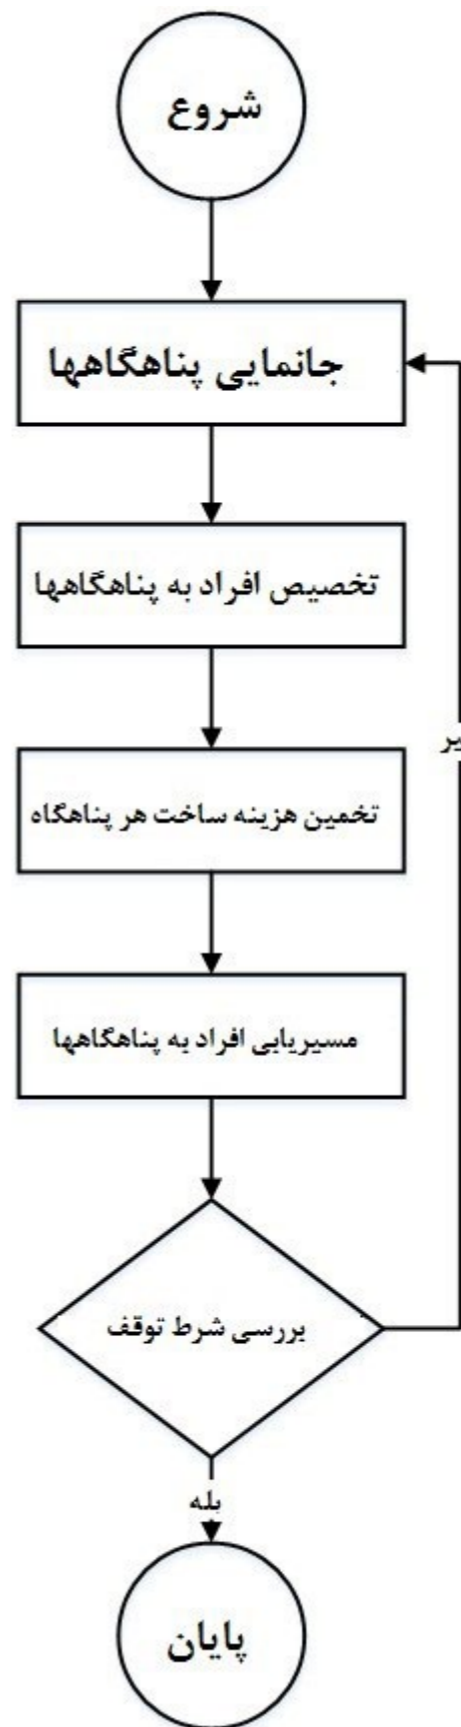 شروع
جانمایی پناهگاهها
تخصیص افراد به پناهگاهها
تخمین هزینه ساخت هر پناهگاه
مسیریابی افراد به پناهگاهها
بررسی شرط توقف
بله
پایان